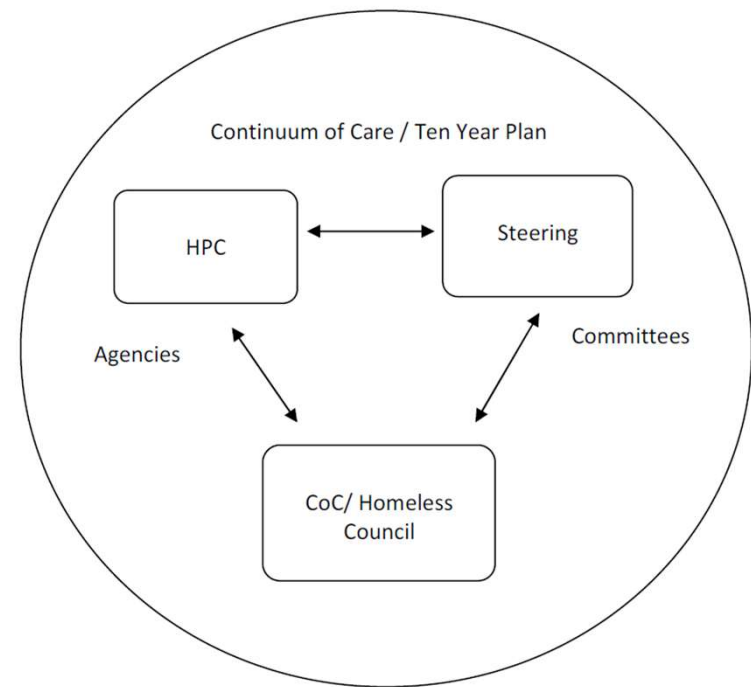 Continuum of Care / Ten Year Plan
HPC
Steering
Agencies
Committees
CoC/ Homeless
Council